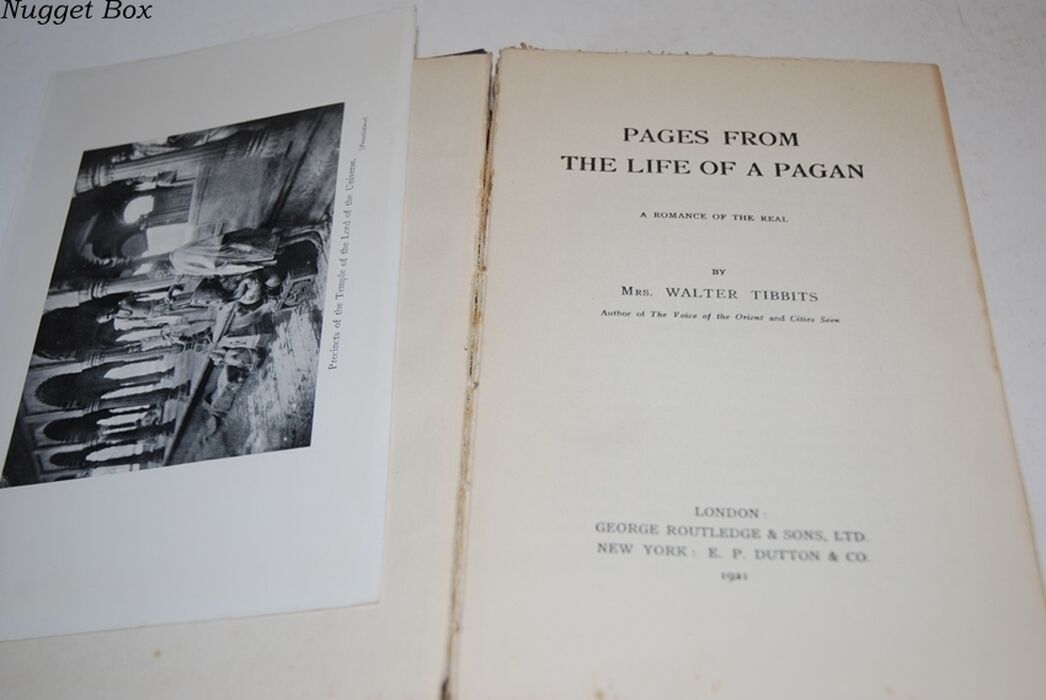 Nugget Box
Precincts of the Temple of the Lord of the Universe.
[Frontispiece
PAGES FROM
THE LIFE OF A PAGAN
A ROMANCE OF THE REAL
BY
MRS. WALTER TIBBITS
Author of The Voice of the Orient and Cities Seen
LONDON:
GEORGE ROUTLEDGE & SONS, LTD.
NEW YORK: E. P. DUTTON & CO.
1921